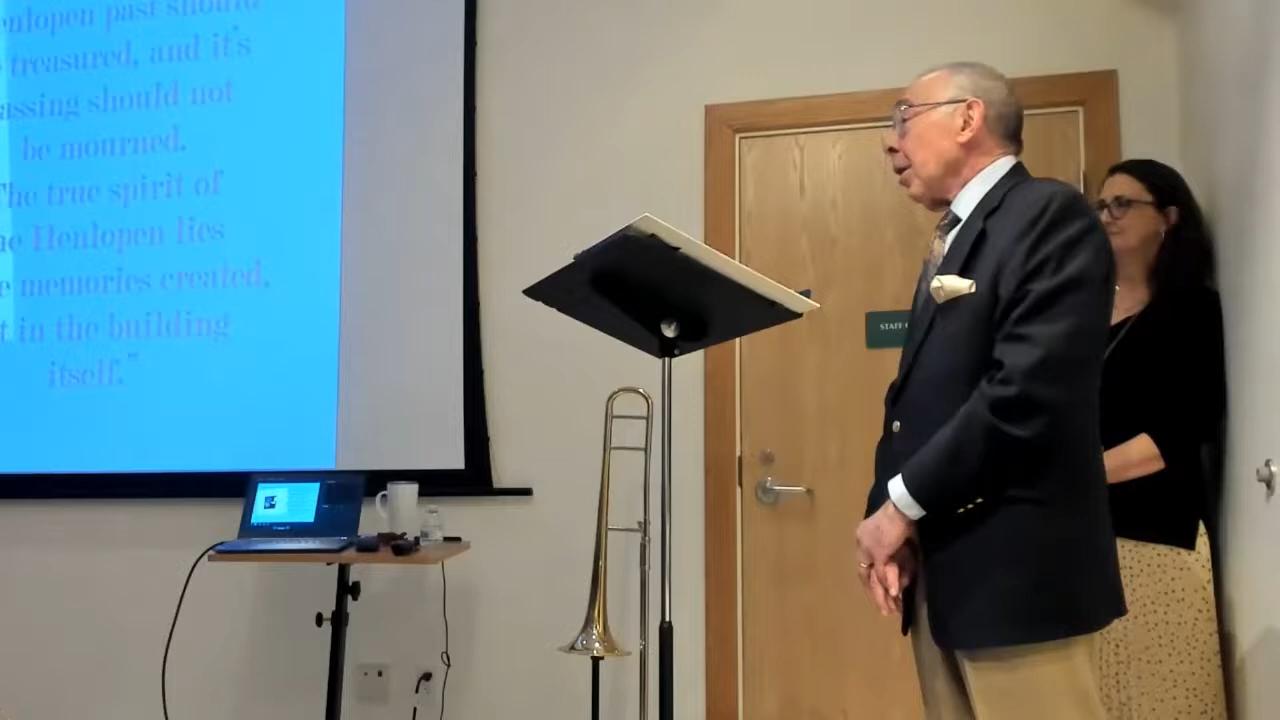 enlopen past should
treasured, and it's
assing should not
be mourned.
The true spirit of
he Henlopen lies
e memories created,
t in the building
itself."
STAFF